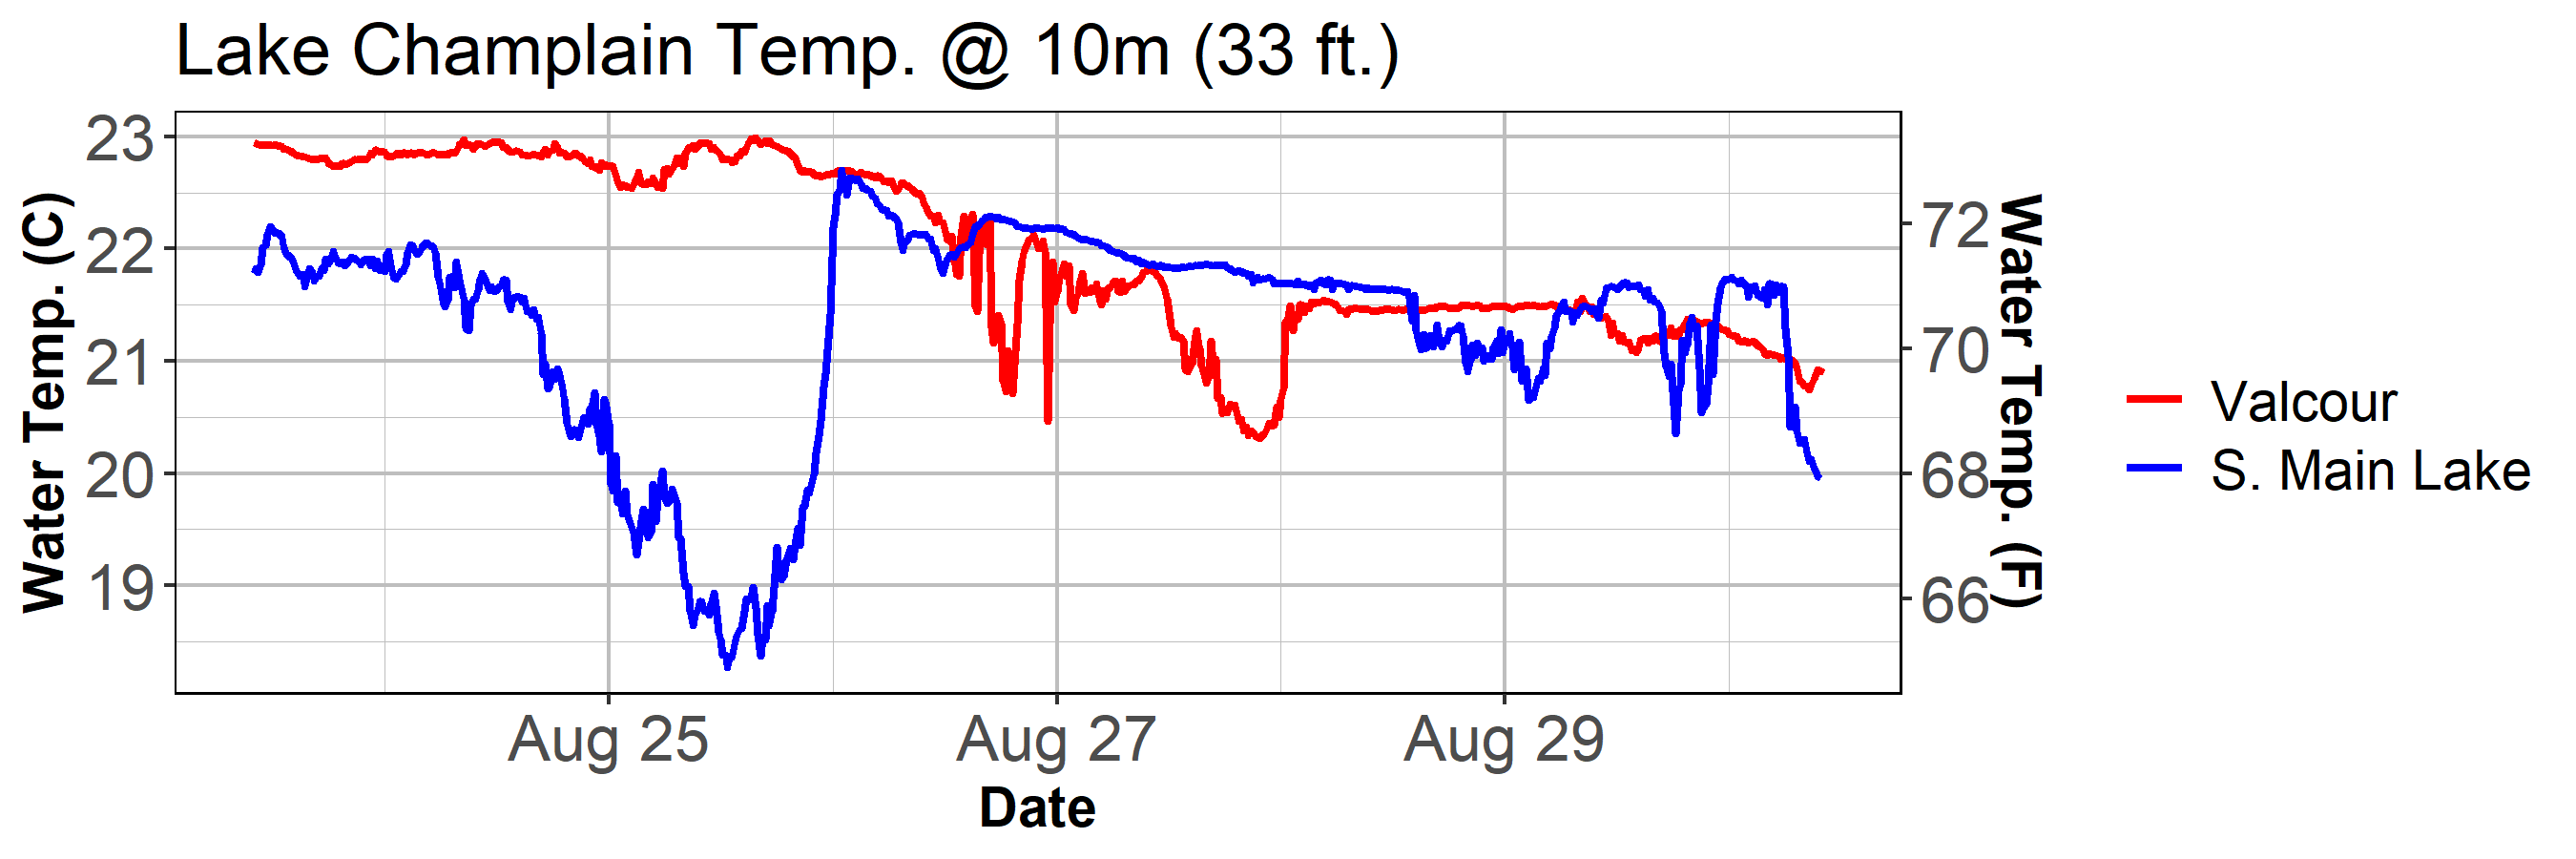 Lake Champlain Temp. @ 10m (33 ft.)
Water Temp. (C)
23
22
21
20
19
72
70
68
66
Water Temp. (F)
Aug 25
Aug 27
Aug 29
Date
Valcour
S. Main Lake